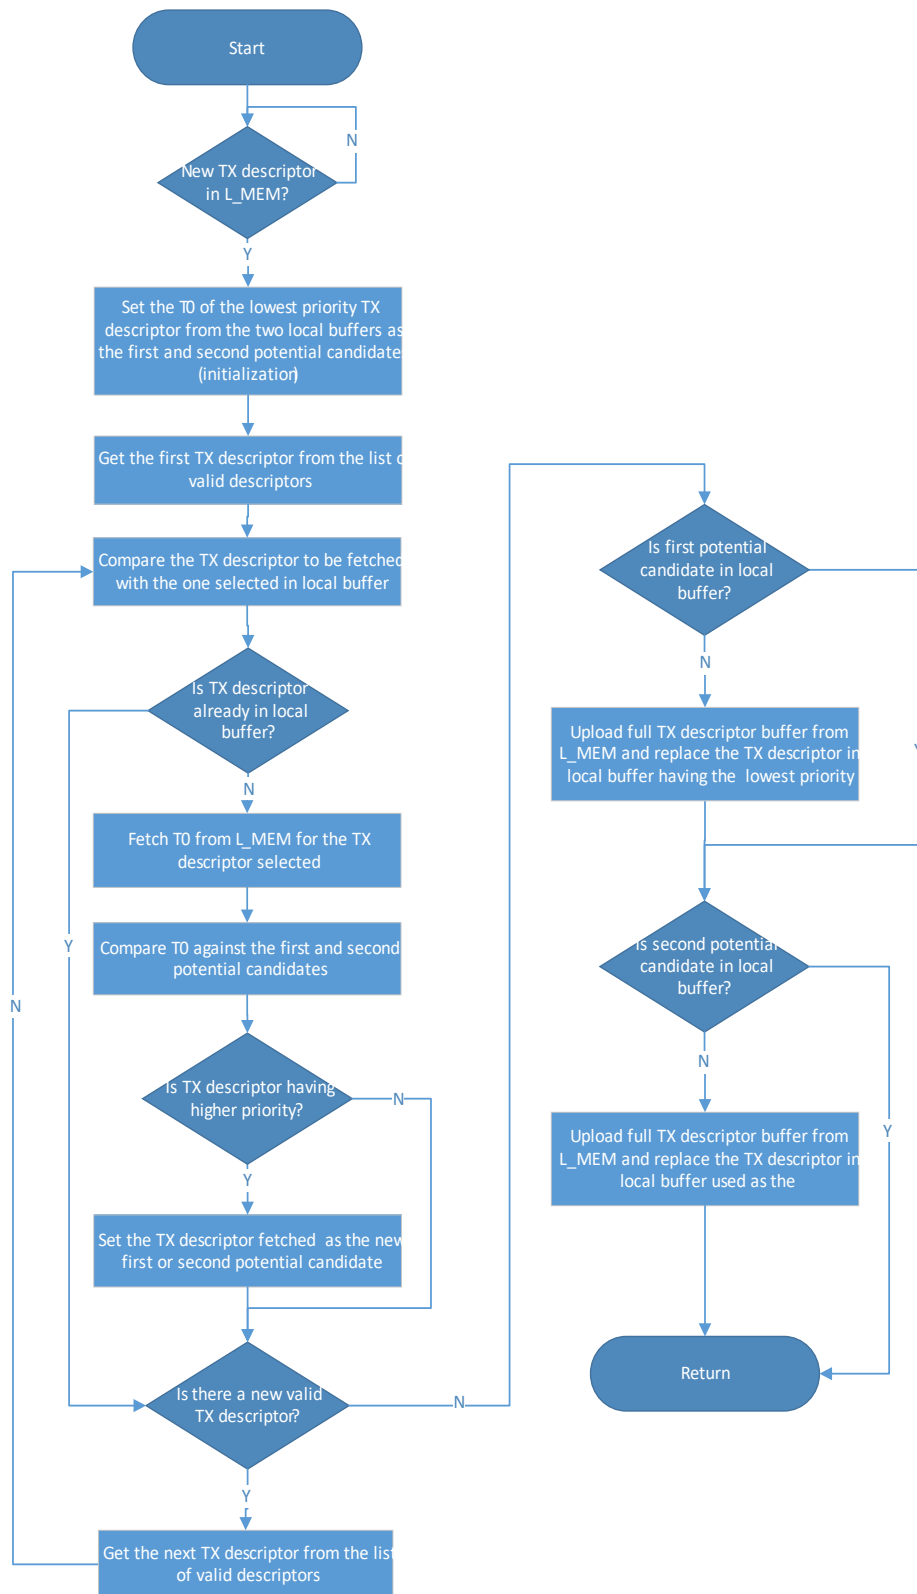 Start
N
New TX descriptor
in L_MEM?
Y
Set the T0 of the lowest priority TX
descriptor from the two local buffers as
the first and second potential candidate
(initialization)
Get the first TX descriptor from the list o
valid descriptors
Compare the TX descriptor to be fetched
with the one selected in local buffer
Is TX descriptor
already in local
buffer?
N
Fetch T0 from L_MEM for the TX
descriptor selected
Y
Compare T0 against the first and second
potential candidates
N
Is TX descriptor having
higher priority?
N
Y
Set the TX descriptor fetched as the new
first or second potential candidate
Is there a new valid
TX descriptor?
N
Y
Get the next TX descriptor from the list
of valid descriptors
Is first potential
candidate in local
buffer?
N
Y
Upload full TX descriptor buffer from
L_MEM and replace the TX descriptor in
local buffer having the lowest priority
Is second potential
candidate in local
buffer?
N
Y
Upload full TX descriptor buffer from
L_MEM and replace the TX descriptor in
local buffer used as the
Return